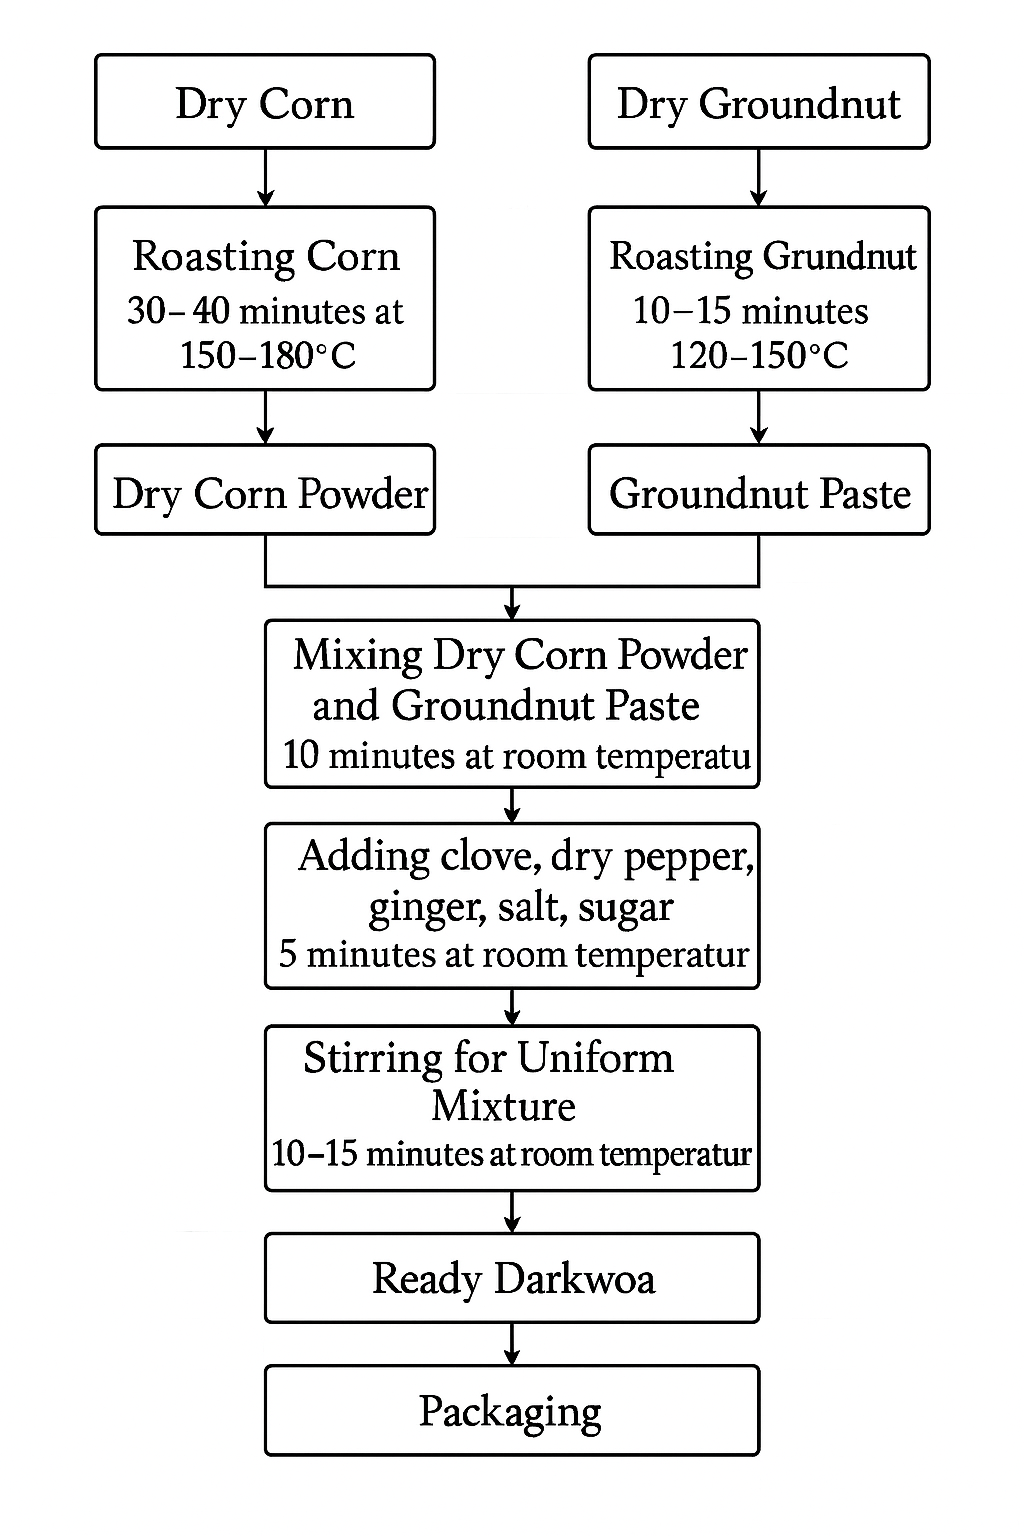 Dry Corn
Dry Groundnut
Roasting Corn
30–40 minutes at
150–180°C
Roasting Grundnut
10–15 minutes
120–150°C
Dry Corn Powder
Groundnut Paste
Mixing Dry Corn Powder
and Groundnut Paste
10 minutes at room temperatu
Adding clove, dry pepper,
ginger, salt, sugar
5 minutes at room temperatur
Stirring for Uniform
Mixture
10–15 minutes at room temperatur
Ready Darkwoa
Packaging